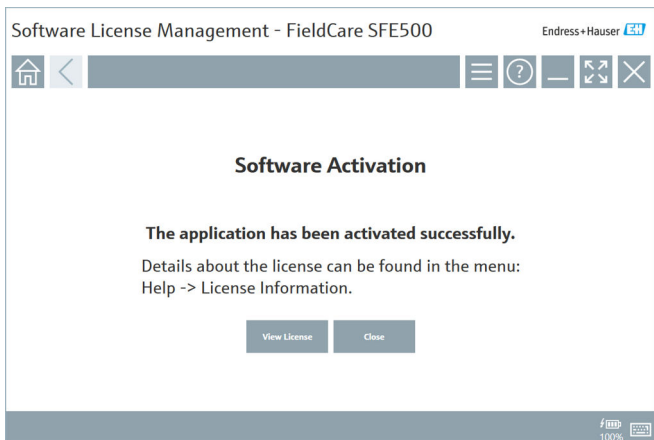 Software License Management - FieldCare SFE500
Endress+Hauser EH
?
Software Activation
The application has been activated successfully.
Details about the license can be found in the menu:
Help -> License Information.
View License
Close
100%